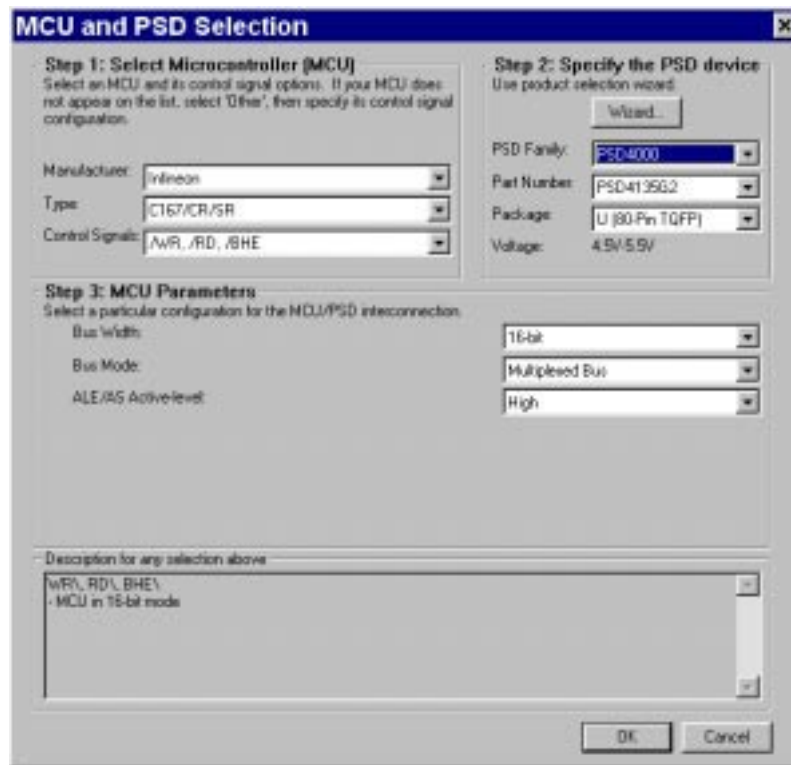 MCU and PSD Selection
Step 1: Select Microcontroller (MCU)
Select an MCU and its control signal options. If your MCU does
not appear on the list, select 'Other', then specify its control signal
configuration.
Manufacturer:
Infineon
Type:
C167/CR/SR
Control Signals:
/WR, /RD, /BHE
Step 2: Specify the PSD device
Use product selection wizard
Wizard...
PSD Family:
PSD4000
Part Number:
PSD4135G2
Package:
U (80-Pin TQFP)
Voltage:
4.5V-5.5V
Step 3: MCU Parameters
Select a particular configuration for the MCU/PSD interconnection.
Bus Width:
16-bit
Bus Mode:
Multiplexed Bus
ALE/AS Active-level:
High
Description for any selection above
WR\, RD\, BHE\
- MCU in 16-bit mode
OK
Cancel